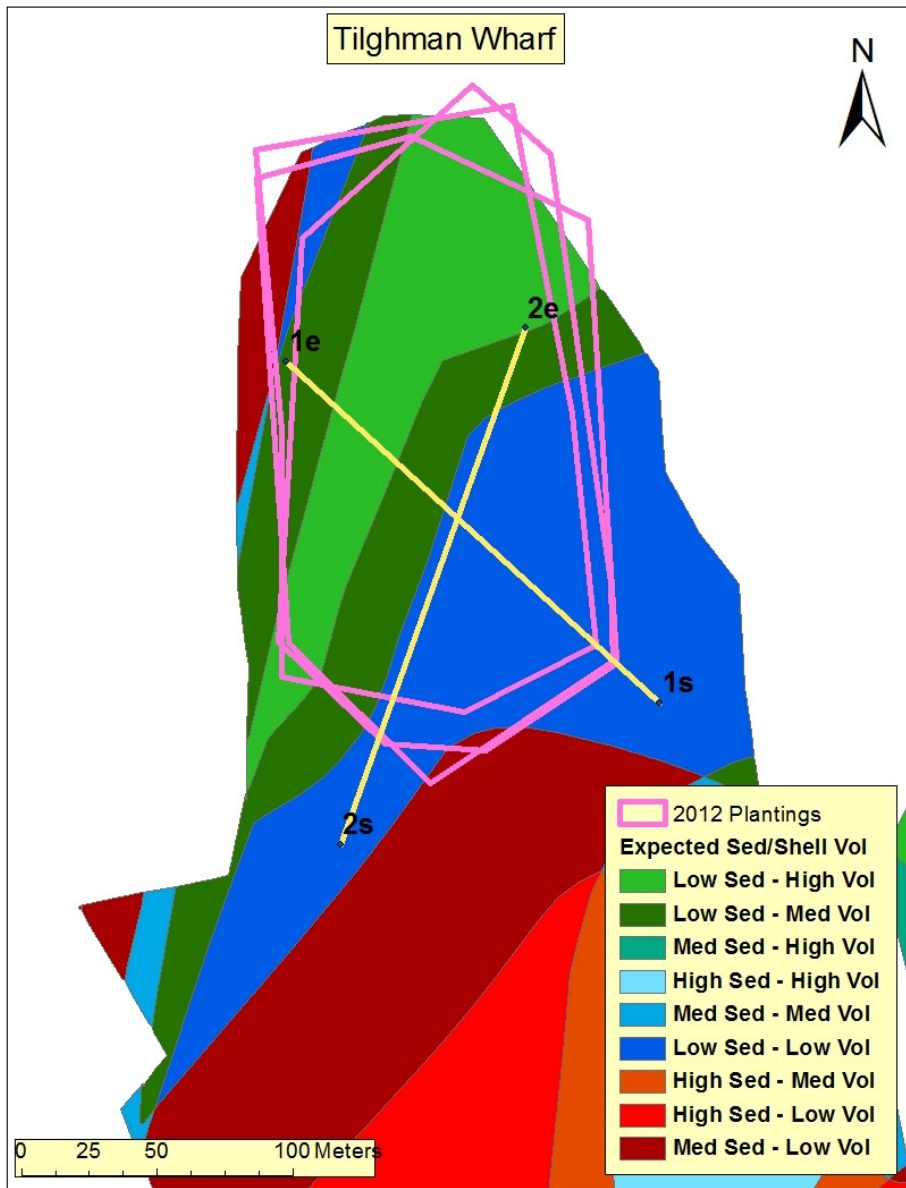 Tilghman Wharf
N
2e
1e
1s
2s
2012 Plantings
Expected Sed/Shell Vol
Low Sed - High Vol
Low Sed - Med Vol
Med Sed - High Vol
High Sed - High Vol
Med Sed - Med Vol
Low Sed - Low Vol
High Sed - Med Vol
High Sed - Low Vol
Med Sed - Low Vol
0 25 50 100 Meters